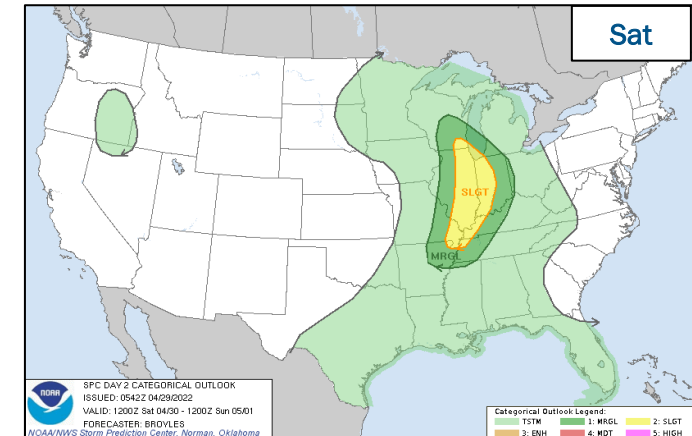 Sat
SLGT
MRGL
NOAA
SPC DAY 2 CATEGORICAL OUTLOOK
ISSUED: 0542Z 04/29/2022
VALID: 1200Z Sat 04/30 - 1200Z Sun 05/01
FORECASTER: BROYLES
NOAA/NWS Storm Prediction Center, Norman, Oklahoma
Categorical Outlook Legend:
TSTM 1: MRGL 2: SLGT
3: ENH 4: MDT 5: HIGH